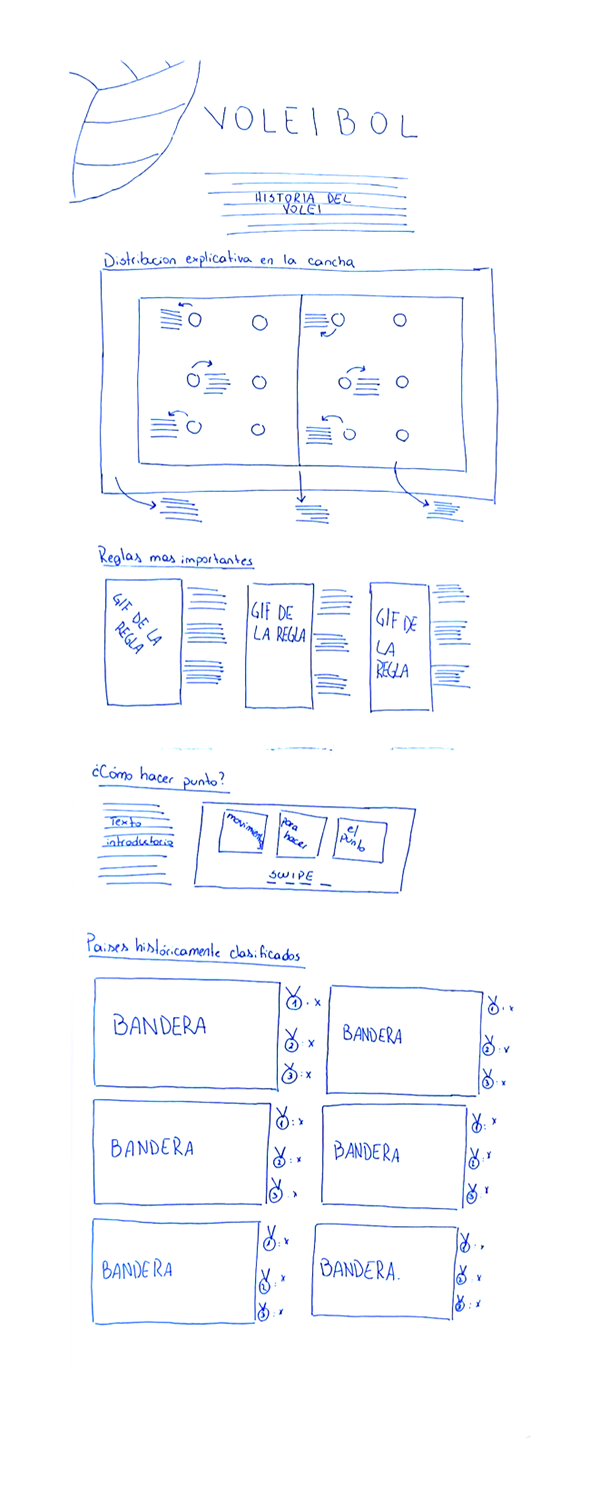 VOLEIBOL
HISTORIA DEL
VOLEI
Distribucion explicativa en la cancha
Reglas mas importantes
GIF DE LA
REGLA
GIF DE
LA REGLA
GIF DE
LA
REGLA
¿Cómo hacer punto?
Texto
introductorio
movimento
para
hacer
el
punto
SWIPE
Paises históricamente clasificados
BANDERA
1 · x
2 · x
3 : x
BANDERA
1 · x
2 · x
3 · x
BANDERA
1 : x
2 : x
3 · x
BANDERA
1 : x
2 · x
3 · x
BANDERA
1 : x
2 : x
3 : x
BANDERA.
1 · x
2 : x
3 : x